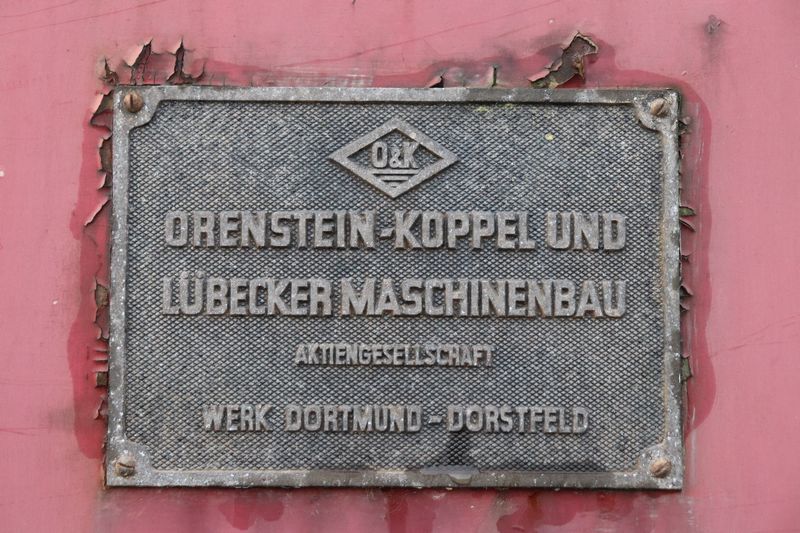 O&K
ORENSTEIN-KOPPEL UND
LÜBECKER MASCHINENBAU
AKTIENGESELLSCHAFT
WERK DORTMUND - DORSTFELD